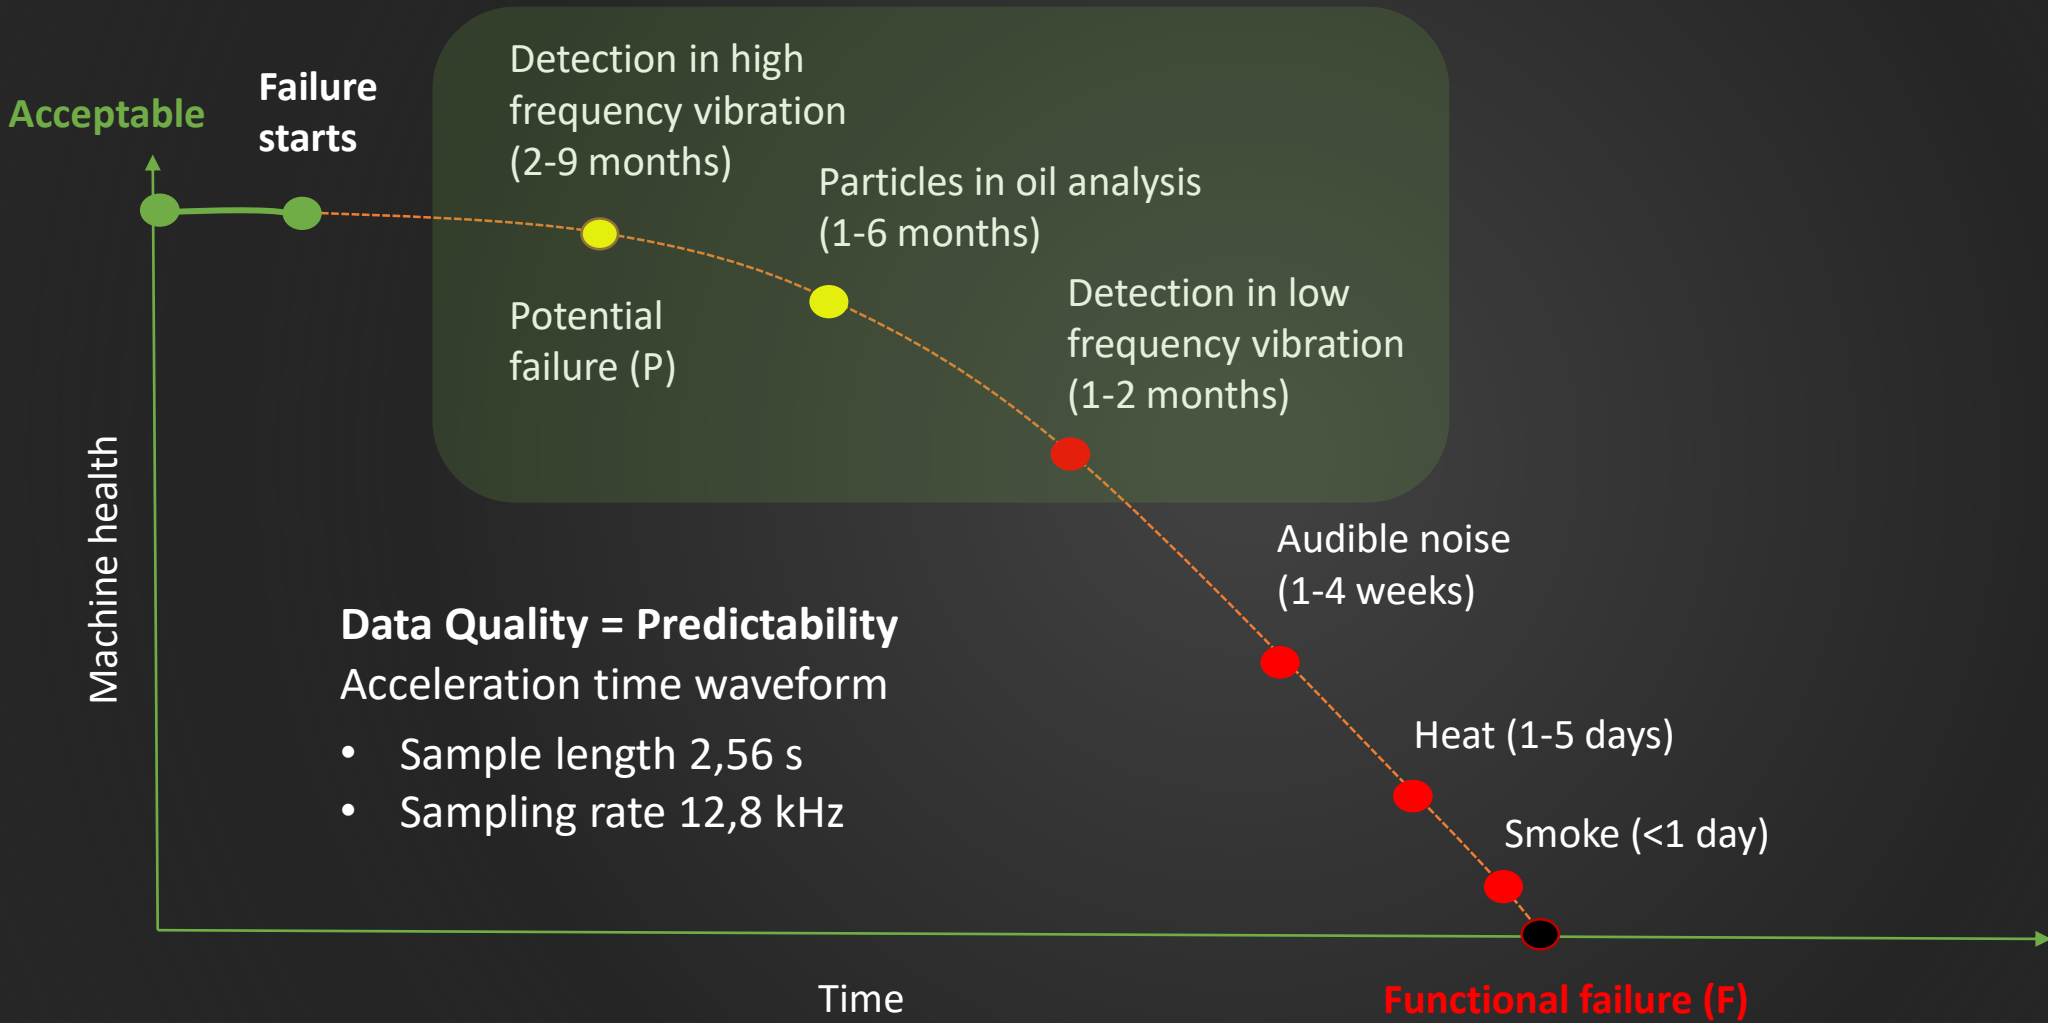 Acceptable
Failure
starts
Detection in high
frequency vibration
(2-9 months)
Particles in oil analysis
(1-6 months)
Potential
failure (P)
Detection in low
frequency vibration
(1-2 months)
Machine health
Audible noise
(1-4 weeks)
Data Quality = Predictability
Acceleration time waveform
• Sample length 2,56 s
• Sampling rate 12,8 kHz
Heat (1-5 days)
Smoke (<1 day)
Time
Functional failure (F)